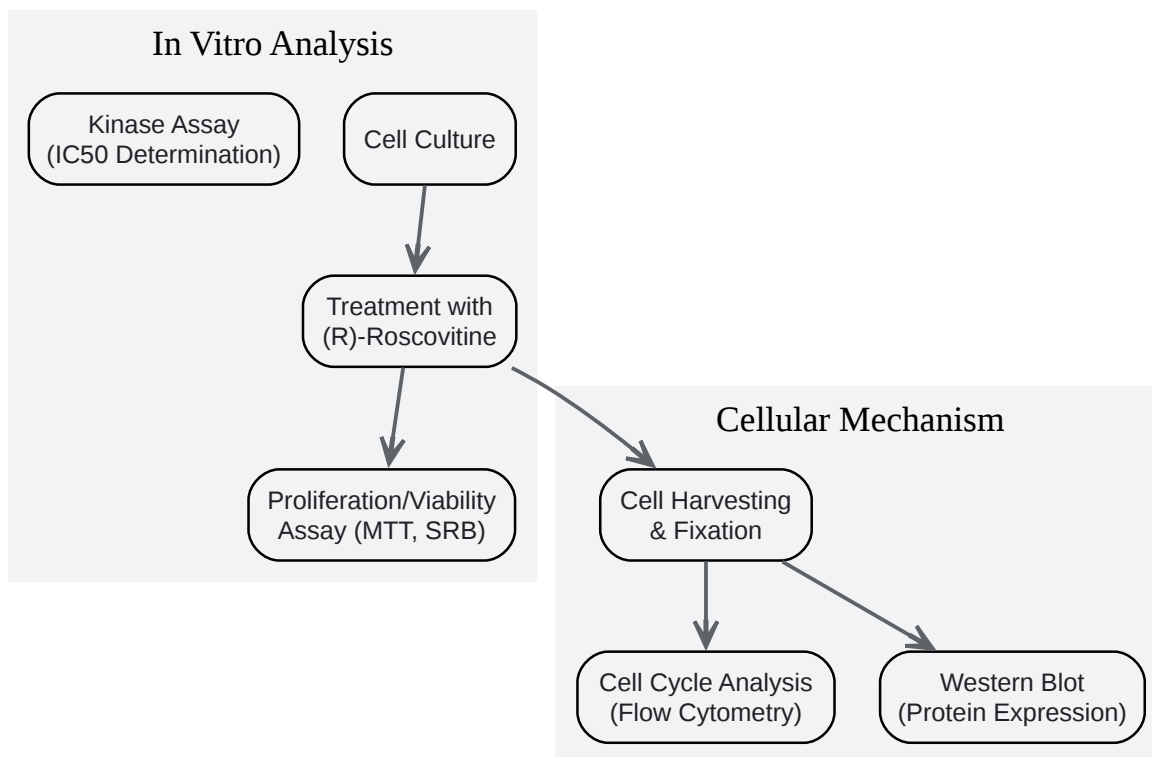 In Vitro Analysis
Kinase Assay
(IC50 Determination)
Cell Culture
Treatment with
(R)-Roscovitine
Proliferation/Viability
Assay (MTT, SRB)
Cellular Mechanism
Cell Harvesting
& Fixation
Cell Cycle Analysis
(Flow Cytometry)
Western Blot
(Protein Expression)